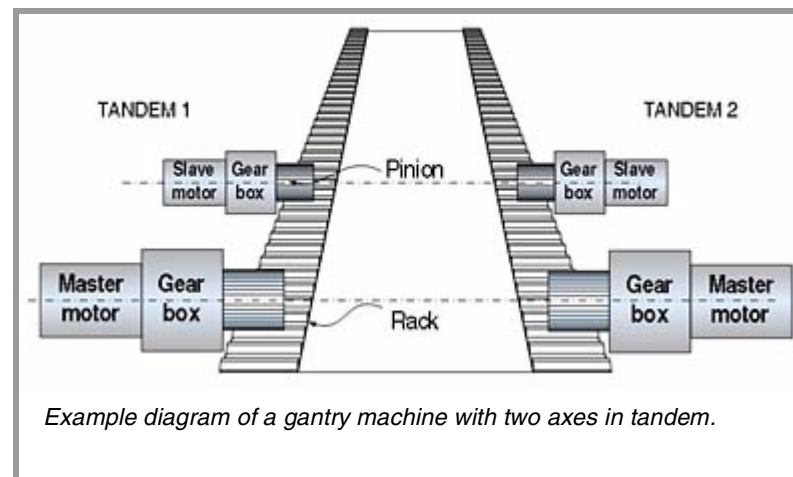 TANDEM 1
TANDEM 2
Slave motor
Gear box
Pinion
Gear box
Slave motor
Master motor
Gear box
Rack
Gear box
Master motor
Example diagram of a gantry machine with two axes in tandem.